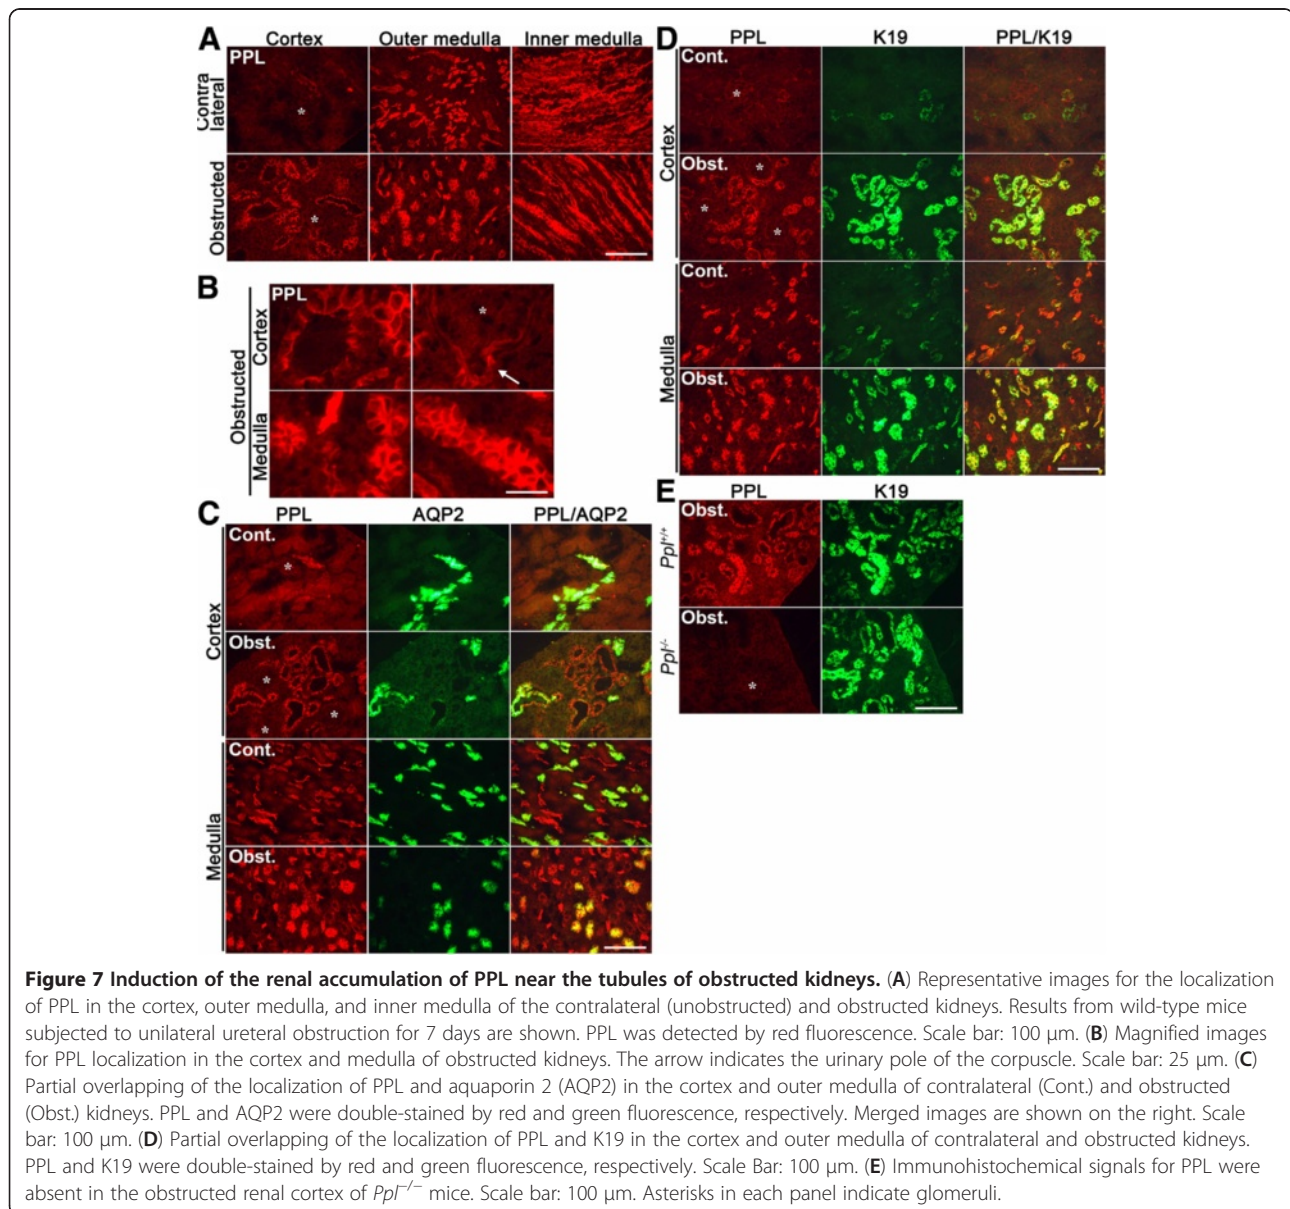 A
Cortex Outer medulla Inner medulla
PPL
Contra
lateral
Obstructed
B
PPL
Obstructed
Cortex
Medulla
C
PPL AQP2 PPL/AQP2
Cont.
Cortex
Obst.
Cont.
Medulla
Obst.
D
PPL K19 PPL/K19
Cont.
Cortex
Obst.
Cont.
Medulla
Obst.
E
PPL K19
Obst.
Ppl+/+
Obst.
Ppl-/-
Figure 7 Induction of the renal accumulation of PPL near the tubules of obstructed kidneys. (A) Representative images for the localization
of PPL in the cortex, outer medulla, and inner medulla of the contralateral (unobstructed) and obstructed kidneys. Results from wild-type mice
subjected to unilateral ureteral obstruction for 7 days are shown. PPL was detected by red fluorescence. Scale bar: 100 μm. (B) Magnified images
for PPL localization in the cortex and medulla of obstructed kidneys. The arrow indicates the urinary pole of the corpuscle. Scale bar: 25 μm. (C)
Partial overlapping of the localization of PPL and aquaporin 2 (AQP2) in the cortex and outer medulla of contralateral (Cont.) and obstructed
(Obst.) kidneys. PPL and AQP2 were double-stained by red and green fluorescence, respectively. Merged images are shown on the right. Scale
bar: 100 μm. (D) Partial overlapping of the localization of PPL and K19 in the cortex and outer medulla of contralateral and obstructed kidneys.
PPL and K19 were double-stained by red and green fluorescence, respectively. Scale Bar: 100 μm. (E) Immunohistochemical signals for PPL were
absent in the obstructed renal cortex of Ppl−/− mice. Scale bar: 100 μm. Asterisks in each panel indicate glomeruli.